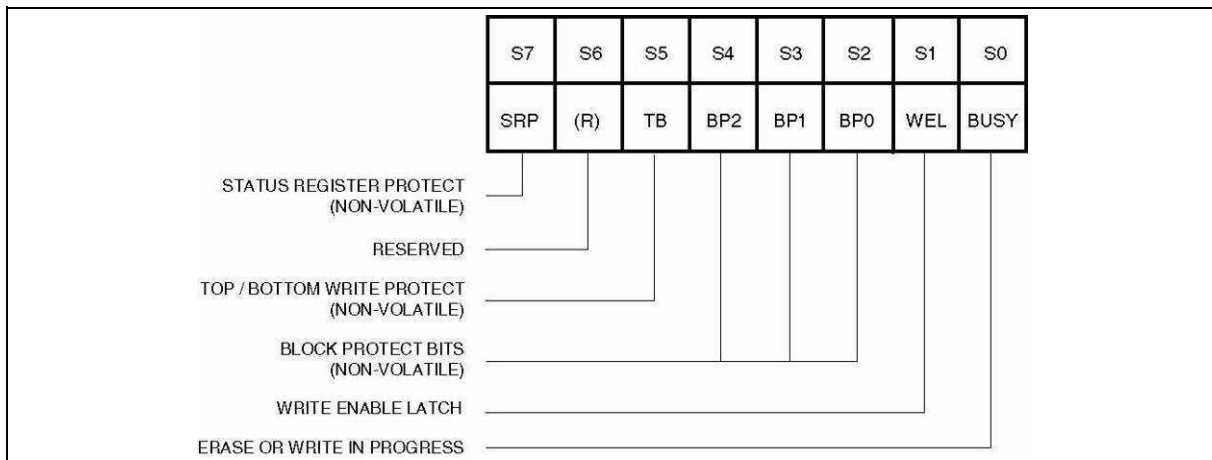 S7 S6 S5 S4 S3 S2 S1 S0
SRP (R) TB BP2 BP1 BP0 WEL BUSY
STATUS REGISTER PROTECT
(NON-VOLATILE)
RESERVED
TOP / BOTTOM WRITE PROTECT
(NON-VOLATILE)
BLOCK PROTECT BITS
(NON-VOLATILE)
WRITE ENABLE LATCH
ERASE OR WRITE IN PROGRESS